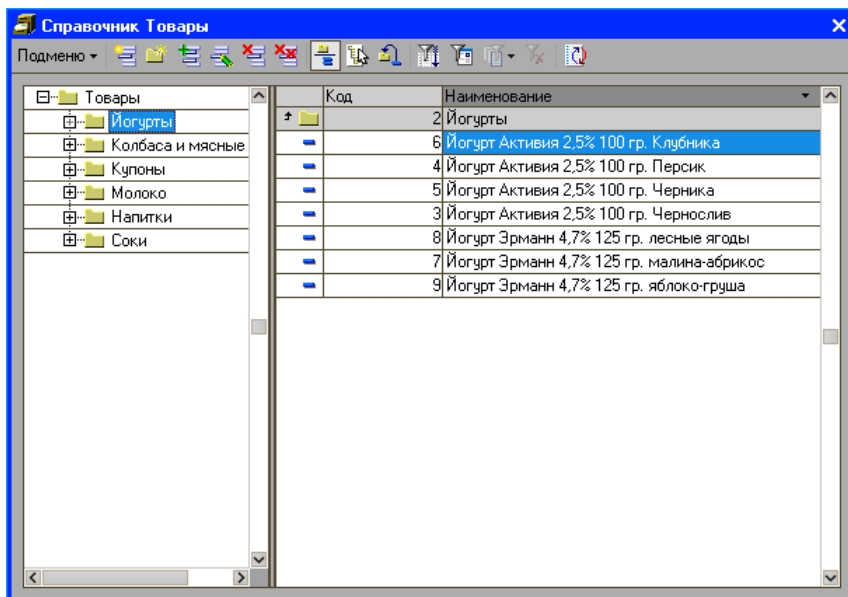 Справочник Товары
Подменю
Товары
Йогурты
Колбаса и мясные
Купоны
Молоко
Напитки
Соки
Код Наименование
2 Йогурты
6 Йогурт Активия 2,5% 100 гр. Клубника
4 Йогурт Активия 2,5% 100 гр. Персик
5 Йогурт Активия 2,5% 100 гр. Черника
3 Йогурт Активия 2,5% 100 гр. Чернослив
8 Йогурт Эрманн 4,7% 125 гр. лесные ягоды
7 Йогурт Эрманн 4,7% 125 гр. малина-абрикос
9 Йогурт Эрманн 4,7% 125 гр. яблоко-груша